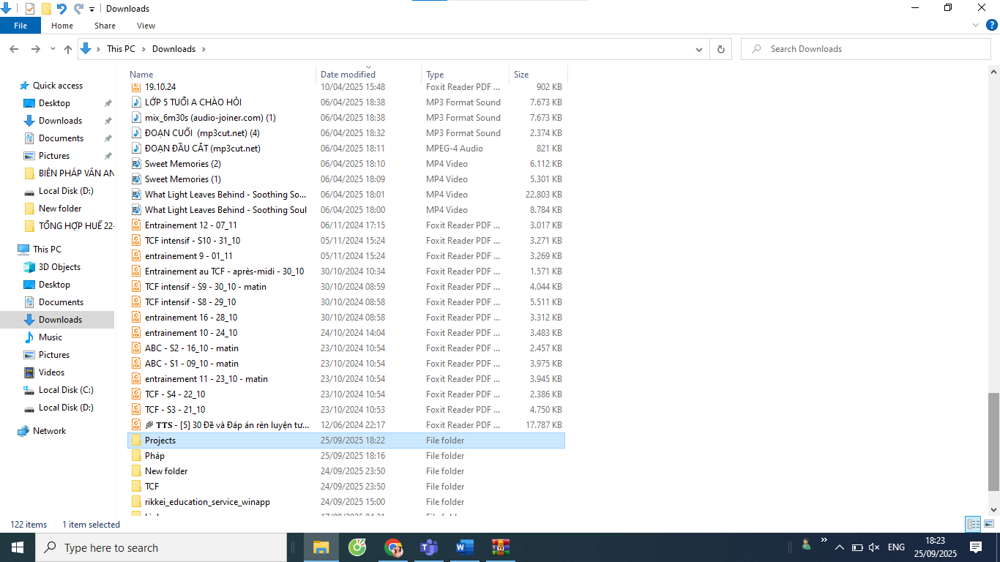 Downloads
File Home Share View
This PC Downloads Search Downloads
Name Date modified Type Size
19.10.24 10/04/2025 15:48 Foxit Reader PDF ... 902 KB
LỚP 5 TUỔI A CHÀO HỎI 06/04/2025 18:38 MP3 Format Sound 7.673 KB
mix_6m30s (audio-joiner.com) (1) 06/04/2025 18:38 MP3 Format Sound 7.673 KB
ĐOẠN CUỐI (mp3cut.net) (4) 06/04/2025 18:32 MP3 Format Sound 2.374 KB
ĐOẠN ĐẦU CẮT (mp3cut.net) 06/04/2025 18:11 MPEG-4 Audio 821 KB
Sweet Memories (2) 06/04/2025 18:10 MP4 Video 6.112 KB
Sweet Memories (1) 06/04/2025 18:09 MP4 Video 5.301 KB
What Light Leaves Behind - Soothing So... 06/04/2025 18:01 MP4 Video 22.803 KB
What Light Leaves Behind - Soothing Soul 06/04/2025 18:00 MP4 Video 8.784 KB
Entrainement 12 - 07_11 06/11/2024 17:15 Foxit Reader PDF ... 3.017 KB
TCF intensif - S10 - 31_10 05/11/2024 15:24 Foxit Reader PDF ... 3.271 KB
entrainement 9 - 01_11 05/11/2024 15:24 Foxit Reader PDF ... 3.269 KB
Entrainement au TCF - après-midi - 30_10 30/10/2024 10:34 Foxit Reader PDF ... 1.571 KB
TCF intensif - S9 - 30_10 - matin 30/10/2024 08:59 Foxit Reader PDF ... 4.044 KB
TCF intensif - S8 - 29_10 30/10/2024 08:58 Foxit Reader PDF ... 5.511 KB
entrainement 16 - 28_10 30/10/2024 08:58 Foxit Reader PDF ... 3.312 KB
entrainement 10 - 24_10 24/10/2024 14:04 Foxit Reader PDF ... 3.483 KB
ABC - S2 - 16_10 - matin 23/10/2024 10:54 Foxit Reader PDF ... 2.457 KB
ABC - S1 - 09_10 - matin 23/10/2024 10:54 Foxit Reader PDF ... 3.975 KB
entrainement 11 - 23_10 - matin 23/10/2024 10:54 Foxit Reader PDF ... 3.945 KB
TCF - S4 - 22_10 23/10/2024 10:54 Foxit Reader PDF ... 2.386 KB
TCF - S3 - 21_10 23/10/2024 10:53 Foxit Reader PDF ... 4.750 KB
TTS - [5] 30 Đề và Đáp án rèn luyện tư... 12/06/2024 22:17 Foxit Reader PDF ... 17.787 KB
Projects 25/09/2025 18:22 File folder
Pháp 25/09/2025 18:16 File folder
New folder 24/09/2025 23:50 File folder
TCF 24/09/2025 23:50 File folder
rikkei_education_service_winapp 24/09/2025 15:00 File folder
Quick access
Desktop
Downloads
Documents
Pictures
BIÊN PHÁP VÂN AN
Local Disk (D:)
New folder
TỔNG HỢP HUẾ 22-
This PC
3D Objects
Desktop
Documents
Downloads
Music
Pictures
Videos
Local Disk (C:)
Local Disk (D:)
Network
122 items 1 item selected
Type here to search
ENG
18:23
25/09/2025